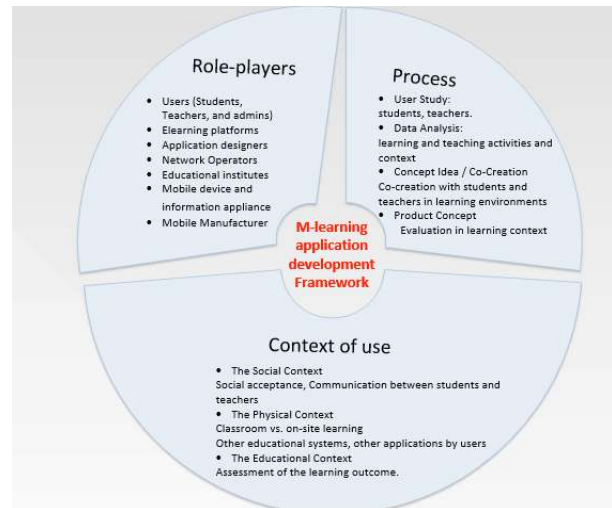 Role-players
• Users (Students,
Teachers, and admins)
• Elearning platforms
• Application designers
• Network Operators
• Educational institutes
• Mobile device and
information appliance
• Mobile Manufacturer
Process
• User Study:
students, teachers.
• Data Analysis:
learning and teaching activities and
context
• Concept Idea / Co-Creation
Co-creation with students and
teachers in learning environments
• Product Concept
Evaluation in learning context
M-learning
application
development
Framework
Context of use
• The Social Context
Social acceptance, Communication between students and
teachers
• The Physical Context
Classroom vs. on-site learning
Other educational systems, other applications by users
• The Educational Context
Assessment of the learning outcome.